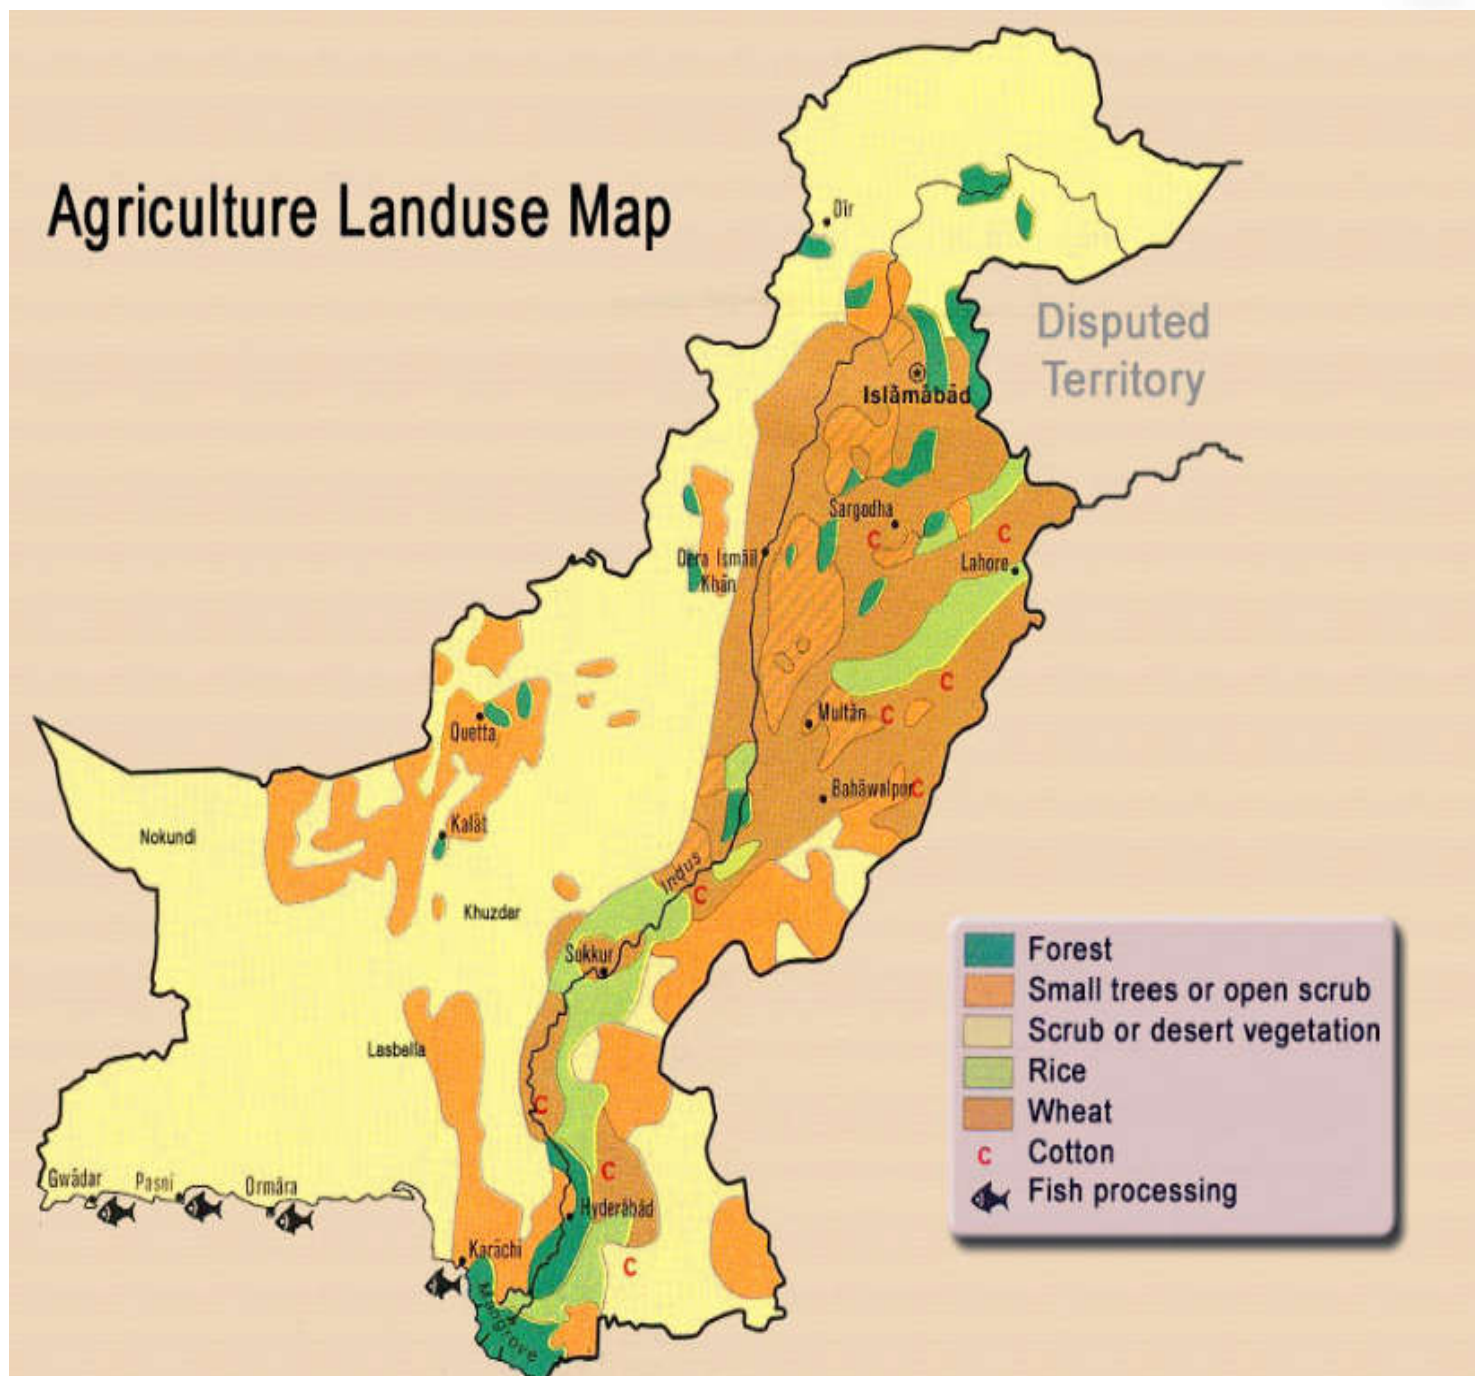 Agriculture Landuse Map
Dir
Disputed
Territory
Islāmābād
Sargodha
Dera Ismāīl
Khān
Lahore
Quetta
Multān
Bahāwalpur
Nokundi
Kalāt
Indus
Khuzdar
Sukkur
Lasbella
Gwādar
Pasni
Ormāra
Hyderābād
Karāchi
Mangrove
C
C
C
C
C
C
C
C
C
Forest
Small trees or open scrub
Scrub or desert vegetation
Rice
Wheat
C Cotton
Fish processing